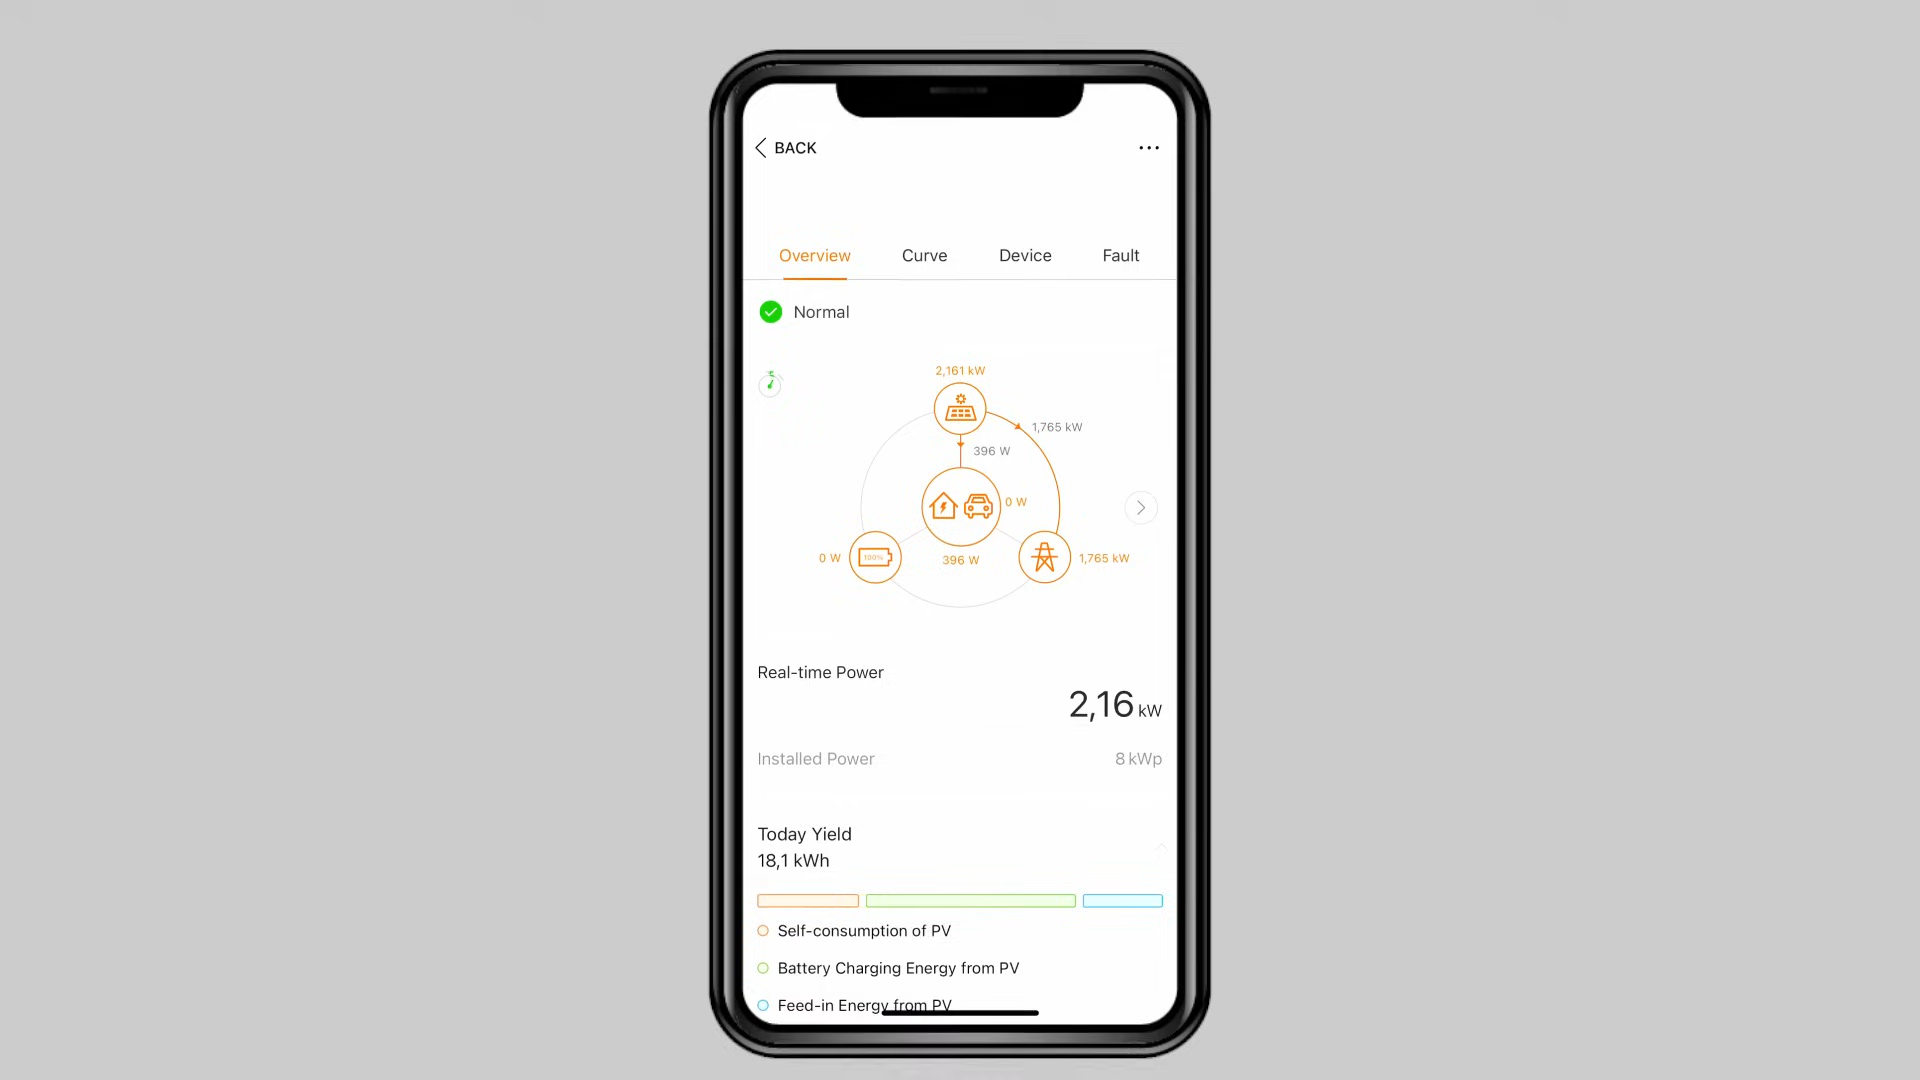 BACK
Overview Curve Device Fault
Normal
2,161 kW
1,765 kW
396 W
0 W
0 W
100%
396 W
1,765 kW
Real-time Power
2,16 kW
Installed Power 8 kWp
Today Yield
18,1 kWh
Self-consumption of PV
Battery Charging Energy from PV
Feed-in Energy from PV